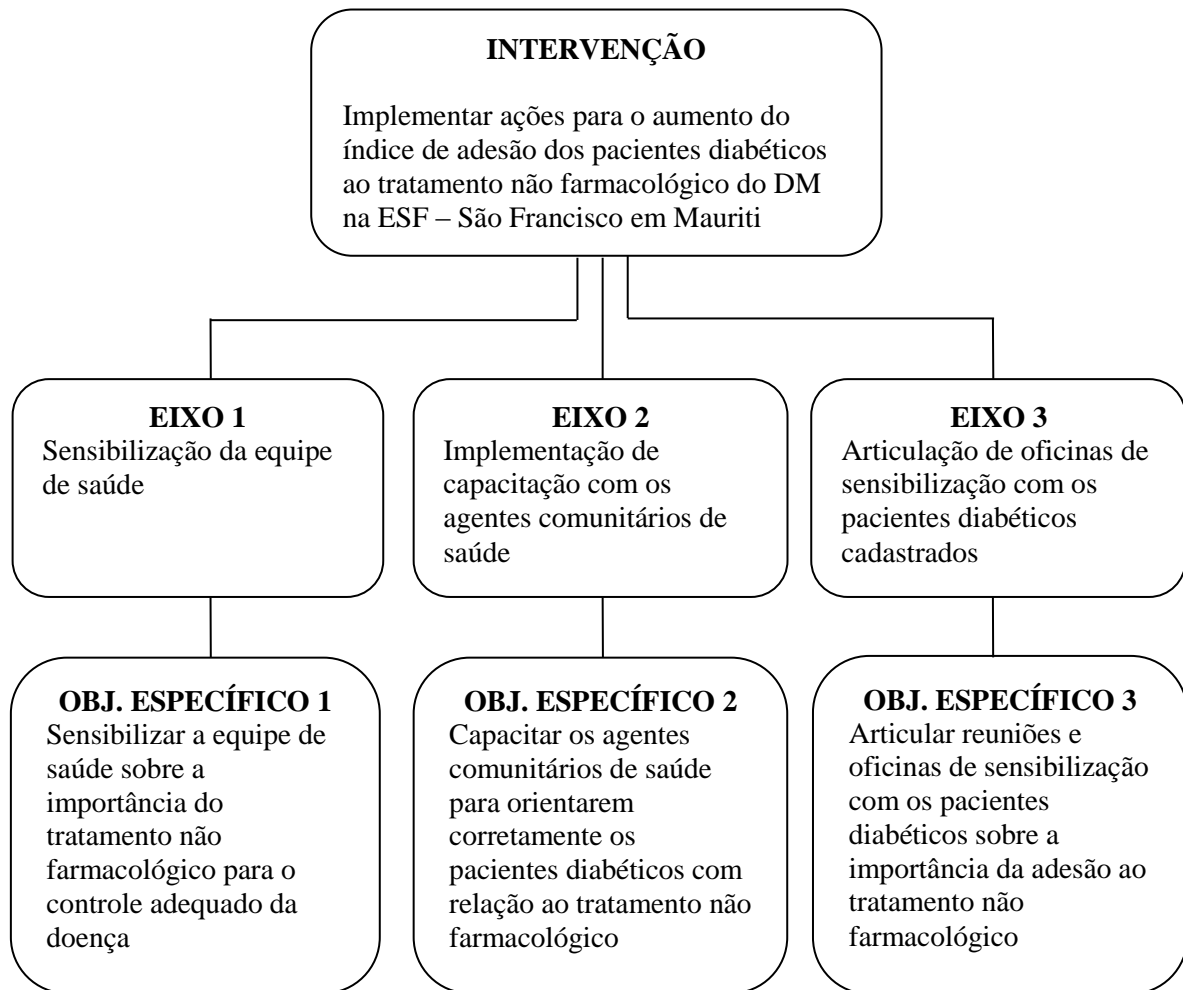 INTERVENÇÃO
Implementar ações para o aumento do
índice de adesão dos pacientes diabéticos
ao tratamento não farmacológico do DM
na ESF – São Francisco em Mauriti
EIXO 1
Sensibilização da equipe
de saúde
EIXO 2
Implementação de
capacitação com os
agentes comunitários de
saúde
EIXO 3
Articulação de oficinas de
sensibilização com os
pacientes diabéticos
cadastrados
OBJ. ESPECÍFICO 1
Sensibilizar a equipe de
saúde sobre a
importância do
tratamento não
farmacológico para o
controle adequado da
doença
OBJ. ESPECÍFICO 2
Capacitar os agentes
comunitários de saúde
para orientarem
corretamente os
pacientes diabéticos com
relação ao tratamento não
farmacológico
OBJ. ESPECÍFICO 3
Articular reuniões e
oficinas de sensibilização
com os pacientes
diabéticos sobre a
importância da adesão ao
tratamento não
farmacológico